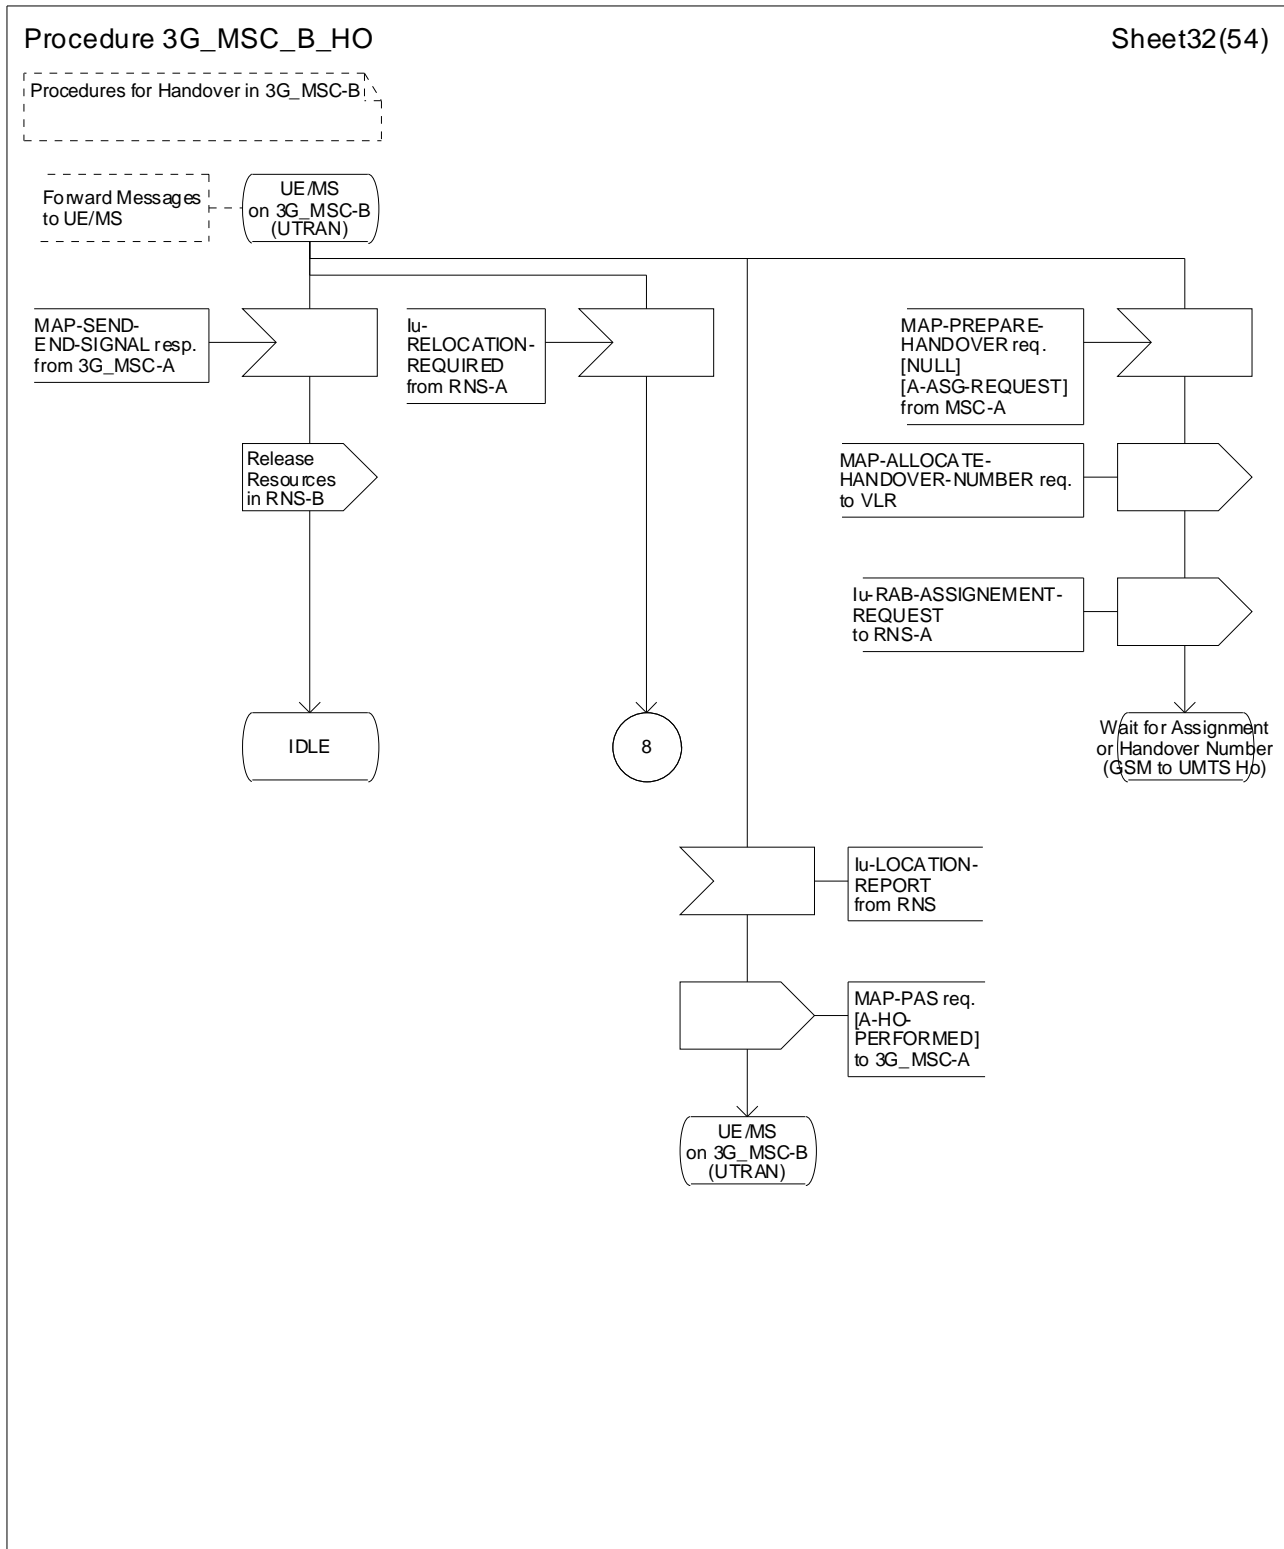 Procedure 3G_MSC_B_HO
Sheet32(54)
Procedures for Handover in 3G_MSC-B
Forward Messages
to UE/MS
UE/MS
on 3G_MSC-B
(UTRAN)
MAP-SEND-
END-SIGNAL resp.
from 3G_MSC-A
Iu-
RELOCATION-
REQUIRED
from RNS-A
MAP-PREPARE-
HANDOVER req.
[NULL]
[A-ASG-REQUEST]
from MSC-A
Release
Resources
in RNS-B
MAP-ALLOCATE-
HANDOVER-NUMBER req.
to VLR
Iu-RAB-ASSIGNEMENT-
REQUEST
to RNS-A
IDLE
8
Wait for Assignment
or Handover Number
(GSM to UMTS Ho)
Iu-LOCATION-
REPORT
from RNS
MAP-PAS req.
[A-HO-
PERFORMED]
to 3G_MSC-A
UE/MS
on 3G_MSC-B
(UTRAN)